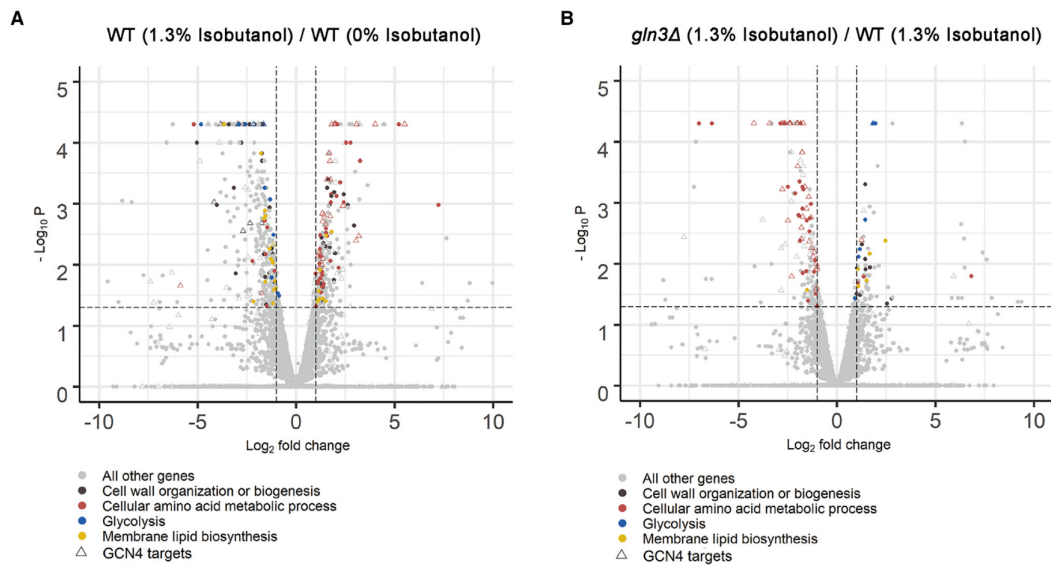 A
WT (1.3% Isobutanol) / WT (0% Isobutanol)
- Log10 P
5
4
3
2
1
0
-10
-5
0
5
10
Log2 fold change
All other genes
Cell wall organization or biogenesis
Cellular amino acid metabolic process
Glycolysis
Membrane lipid biosynthesis
GCN4 targets
B
gln3Δ (1.3% Isobutanol) / WT (1.3% Isobutanol)
- Log10 P
5
4
3
2
1
0
-10
-5
0
5
10
Log2 fold change
All other genes
Cell wall organization or biogenesis
Cellular amino acid metabolic process
Glycolysis
Membrane lipid biosynthesis
GCN4 targets